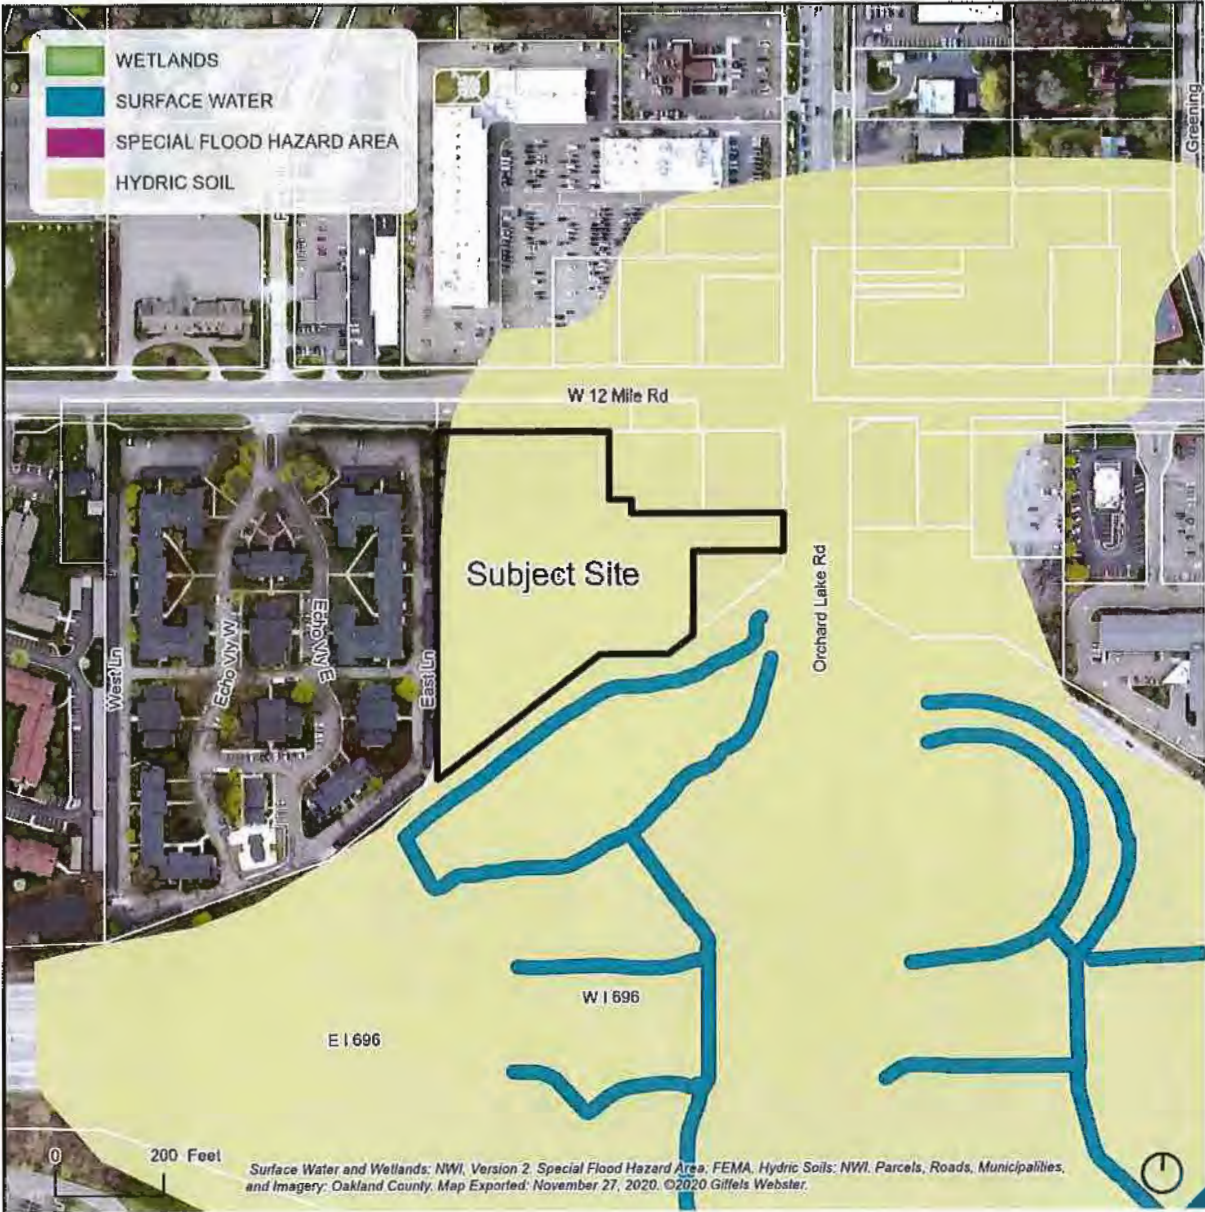 WETLANDS
SURFACE WATER
SPECIAL FLOOD HAZARD AREA
HYDRIC SOIL
Greening
W 12 Mile Rd
Subject Site
Orchard Lake Rd
West Ln
Echo Vly W
Echo Vly E
East Ln
W I 696
E I 696
0 200 Feet
Surface Water and Wetlands: NWI, Version 2. Special Flood Hazard Area: FEMA. Hydric Soils: NWI. Parcels, Roads, Municipalities,
and Imagery: Oakland County. Map Exported: November 27, 2020. ©2020 Giffels Webster.